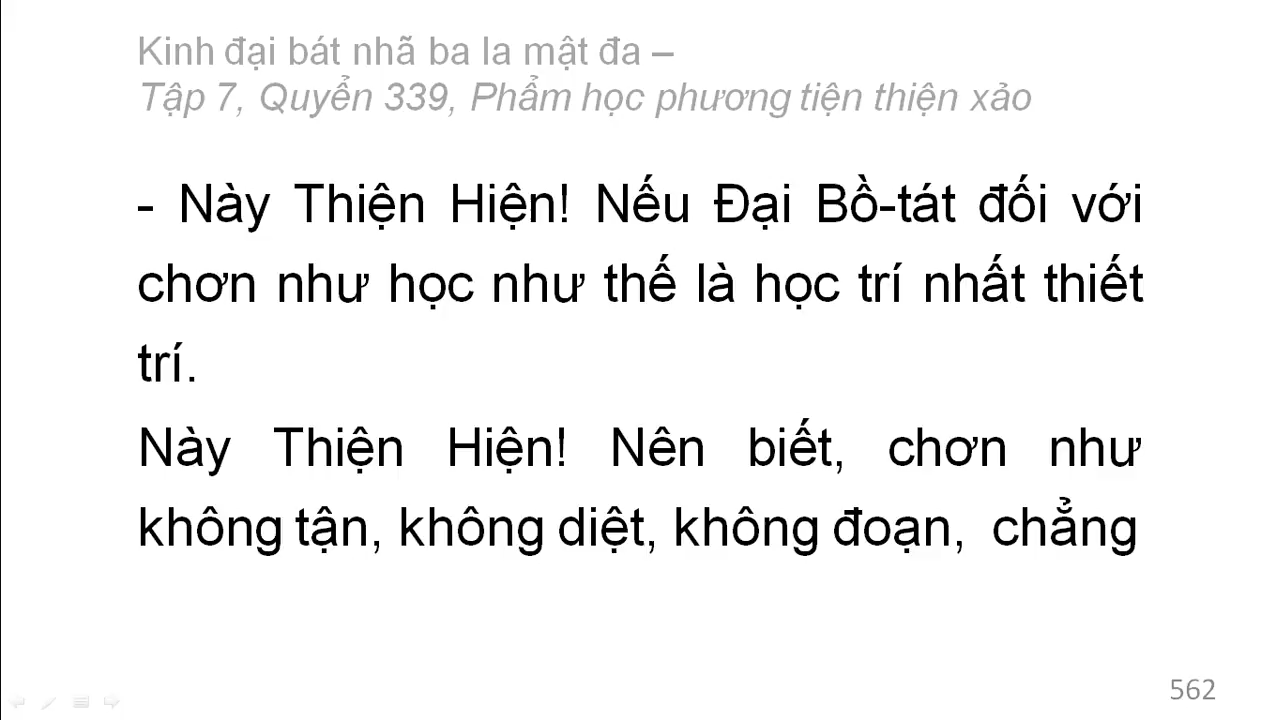 Kinh đại bát nhã ba la mật đa –
Tập 7, Quyển 339, Phẩm học phương tiện thiện xảo
- Này Thiện Hiện! Nếu Đại Bồ-tát đối với
chơn như học như thế là học trí nhất thiết
trí.
Này Thiện Hiện! Nên biết, chơn như
không tận, không diệt, không đoạn, chẳng
562